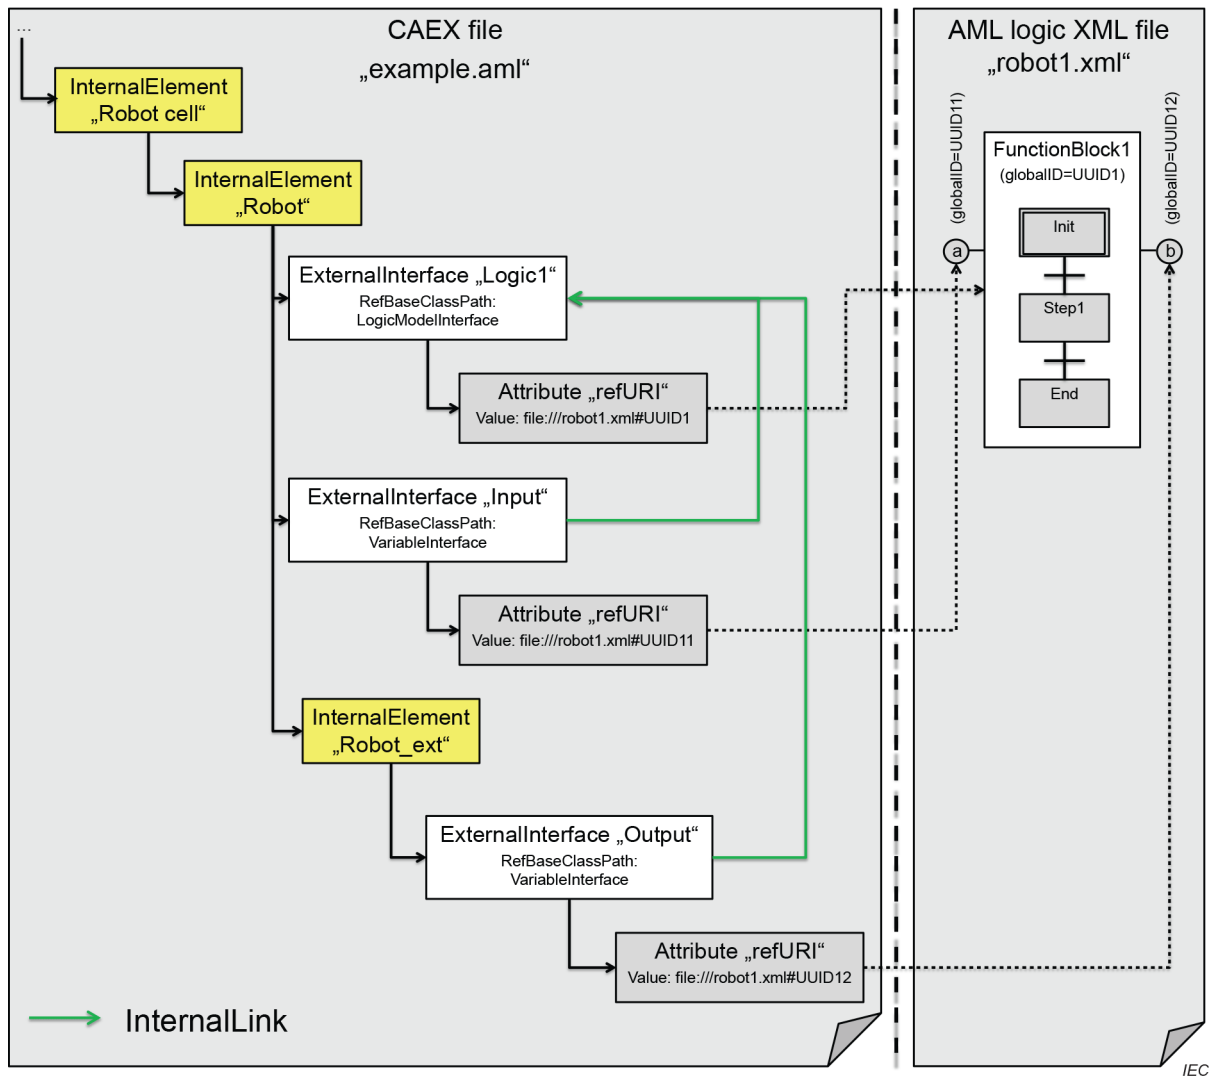 CAEX file
„example.aml“
...
InternalElement
„Robot cell“
InternalElement
„Robot“
ExternalInterface „Logic1“
RefBaseClassPath:
LogicModelInterface
Attribute „refURI“
Value: file:///robot1.xml#UUID1
ExternalInterface „Input“
RefBaseClassPath:
VariableInterface
Attribute „refURI“
Value: file:///robot1.xml#UUID11
InternalElement
„Robot_ext“
ExternalInterface „Output“
RefBaseClassPath:
VariableInterface
Attribute „refURI“
Value: file:///robot1.xml#UUID12
InternalLink
AML logic XML file
„robot1.xml“
(globalID=UUID11)
(globalID=UUID12)
FunctionBlock1
(globalID=UUID1)
Init
a
b
Step1
End
IEC